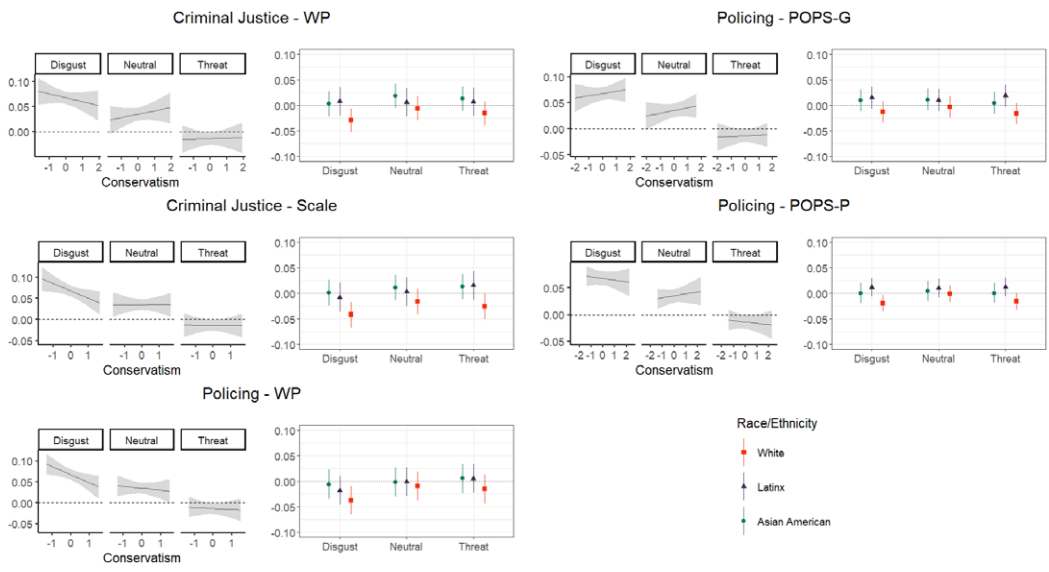 Criminal Justice - WP
Disgust Neutral Threat
0.10
0.05
0.00
-1 0 1 2 -1 0 1 2 -1 0 1 2
Conservatism
0.10
0.05
0.00
-0.05
-0.10
Disgust Neutral Threat
Policing - POPS-G
Disgust Neutral Threat
0.10
0.05
0.00
-0.05
-2 -1 0 1 2 -2 -1 0 1 2 -2 -1 0 1 2
Conservatism
0.10
0.05
0.00
-0.05
-0.10
Disgust Neutral Threat
Criminal Justice - Scale
Disgust Neutral Threat
0.10
0.05
0.00
-0.05
-1 0 1 -1 0 1 -1 0 1
Conservatism
0.10
0.05
0.00
-0.05
-0.10
Disgust Neutral Threat
Policing - POPS-P
Disgust Neutral Threat
0.05
0.00
-0.05
-2 -1 0 1 2 -2 -1 0 1 2 -2 -1 0 1 2
Conservatism
0.10
0.05
0.00
-0.05
-0.10
Disgust Neutral Threat
Policing - WP
Disgust Neutral Threat
0.10
0.05
0.00
-0.05
-1 0 1 -1 0 1 -1 0 1
Conservatism
0.10
0.05
0.00
-0.05
-0.10
Disgust Neutral Threat
Race/Ethnicity
White
Latinx
Asian American